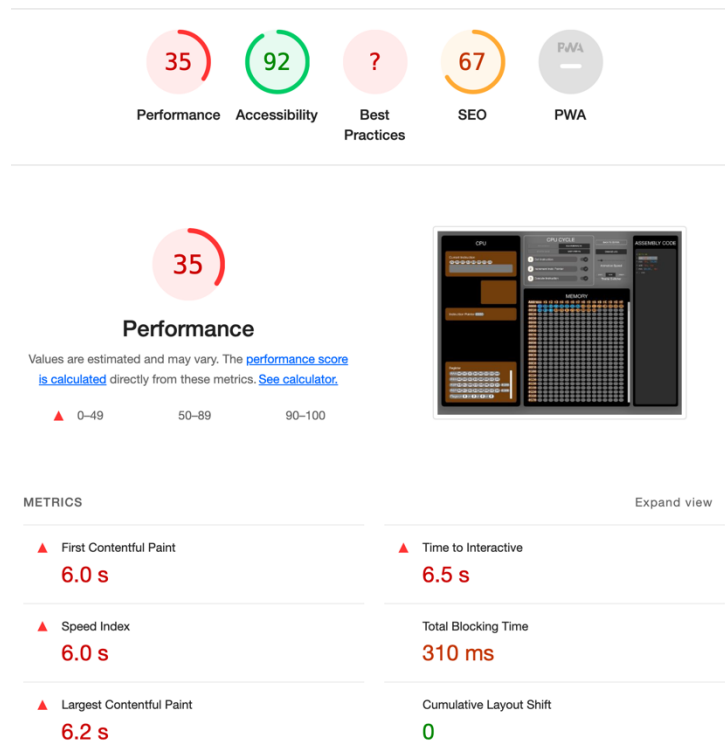 35
92
?
67
PWA
Performance
Accessibility
Best
Practices
SEO
PWA
35
Performance
Values are estimated and may vary. The performance score
is calculated directly from these metrics. See calculator.
0–49
50–89
90–100
CPU
CPU CYCLE
ASSEMBLY CODE
MEMORY
METRICS
Expand view
First Contentful Paint
6.0 s
Time to Interactive
6.5 s
Speed Index
6.0 s
Total Blocking Time
310 ms
Largest Contentful Paint
6.2 s
Cumulative Layout Shift
0